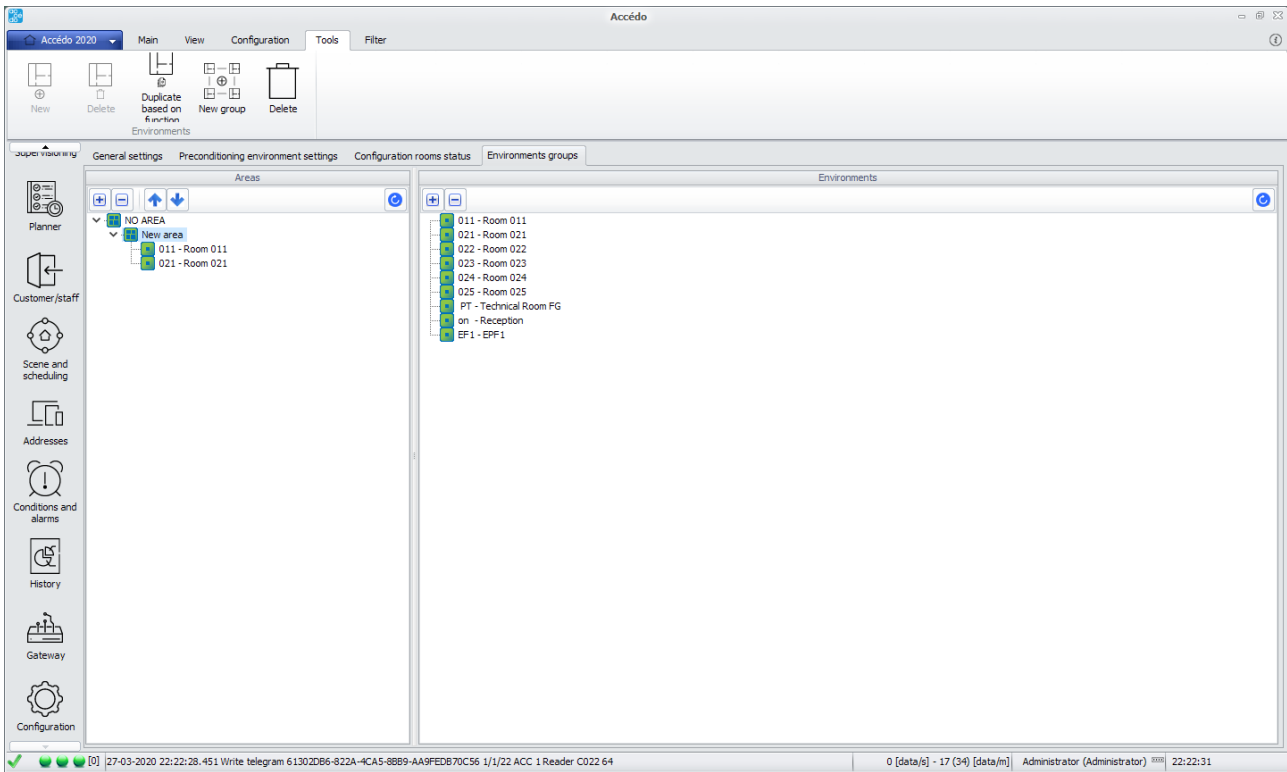 Accédo
Accédo 2020 Main View Configuration Tools Filter
New
Delete
Duplicate
based on
function
New group
Delete
Environments
Supervisioning
Planner
Customer/staff
Scene and
scheduling
Addresses
Conditions and
alarms
History
Gateway
Configuration
General settings Preconditioning environment settings Configuration rooms status Environments groups
Areas
NO AREA
New area
011 - Room 011
021 - Room 021
Environments
011 - Room 011
021 - Room 021
022 - Room 022
023 - Room 023
024 - Room 024
025 - Room 025
PT - Technical Room FG
on - Reception
EF1 - EPF1
[0] 27-03-2020 22:22:28.451 Write telegram 61302DB6-822A-4CA5-8BB9-AA9FEDB70C56 1/1/22 ACC 1 Reader C022 64 0 [data/s] - 17 (34) [data/m] Administrator (Administrator) 22:22:31